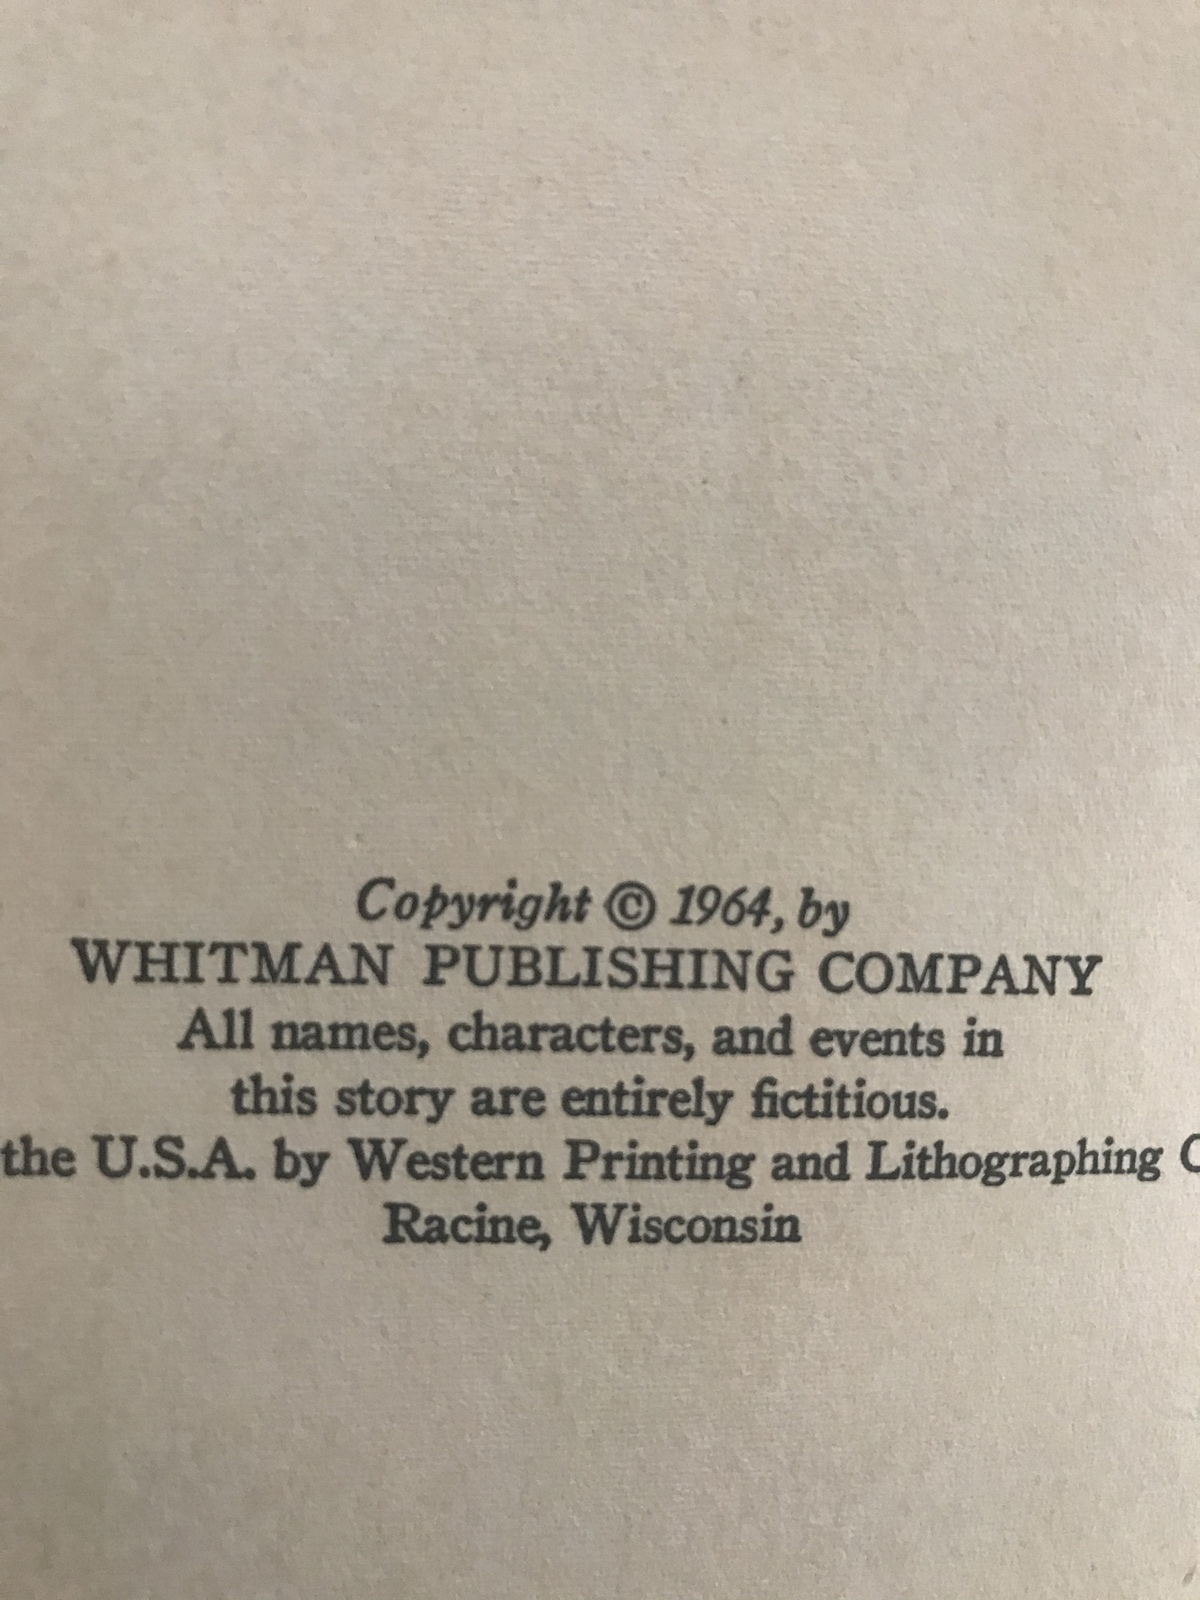 Copyright © 1964, by
WHITMAN PUBLISHING COMPANY
All names, characters, and events in
this story are entirely fictitious.
the U.S.A. by Western Printing and Lithographing C
Racine, Wisconsin